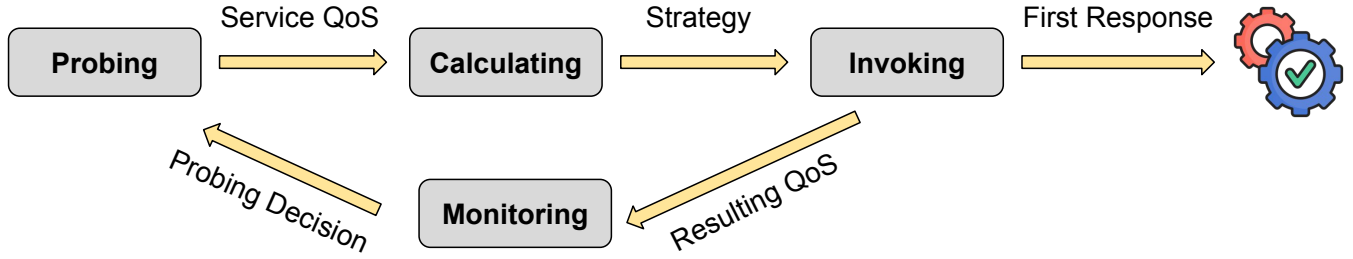 Service QoS
Strategy
First Response
Probing
Calculating
Invoking
Probing Decision
Monitoring
Resulting QoS